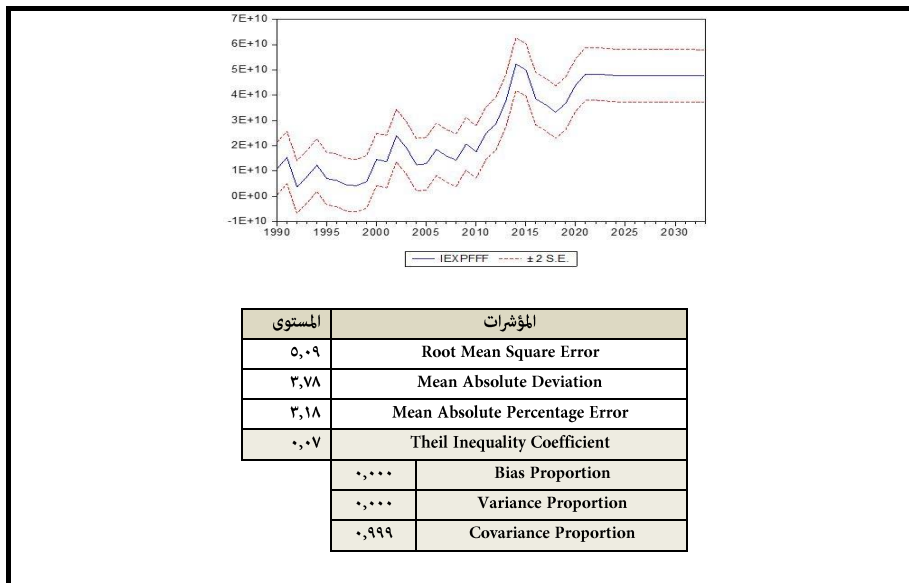 7E+10
6E+10
5E+10
4E+10
3E+10
2E+10
1E+10
0E+00
-1E+10
1990 1995 2000 2005 2010 2015 2020 2025 2030
IEXPFFF ± 2 S.E.
المؤشرات المستوى
Root Mean Square Error ٥,٠٩
Mean Absolute Deviation ٣,٧٨
Mean Absolute Percentage Error ٣,١٨
Theil Inequality Coefficient ٠,٠٧
Bias Proportion ٠,٠٠٠
Variance Proportion ٠,٠٠٠
Covariance Proportion ٠,٩٩٩